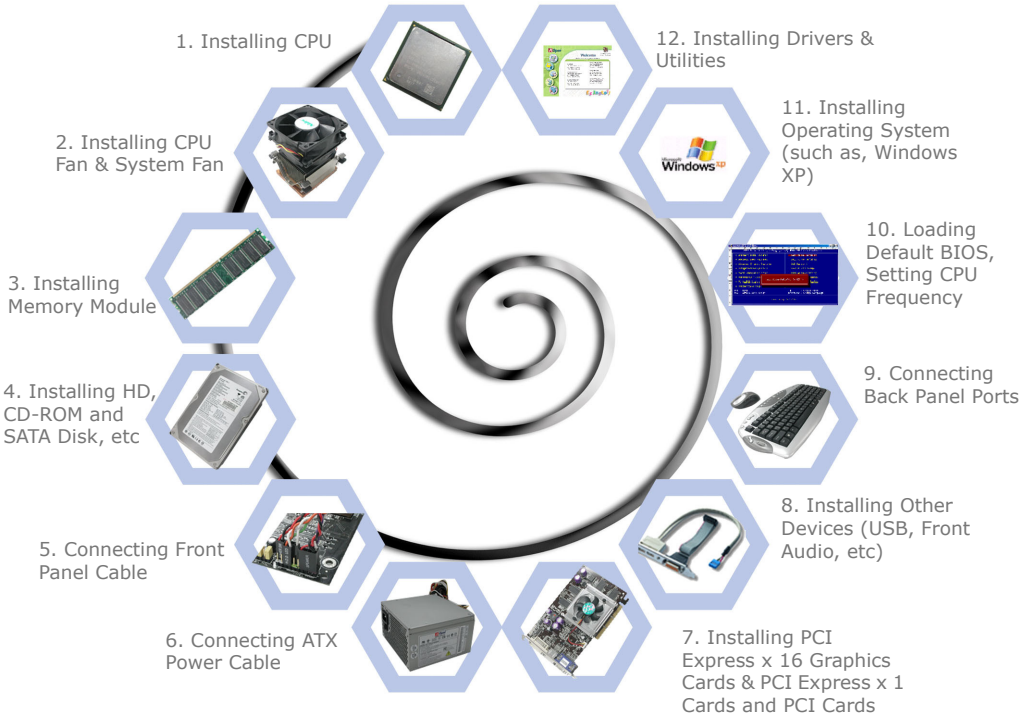 1. Installing CPU
2. Installing CPU
Fan & System Fan
3. Installing
Memory Module
4. Installing HD,
CD-ROM and
SATA Disk, etc
5. Connecting Front
Panel Cable
6. Connecting ATX
Power Cable
7. Installing PCI
Express x 16 Graphics
Cards & PCI Express x 1
Cards and PCI Cards
8. Installing Other
Devices (USB, Front
Audio, etc)
9. Connecting
Back Panel Ports
10. Loading
Default BIOS,
Setting CPU
Frequency
11. Installing
Operating System
(such as, Windows
XP)
Microsoft
Windows xp
12. Installing Drivers &
Utilities
Welcome